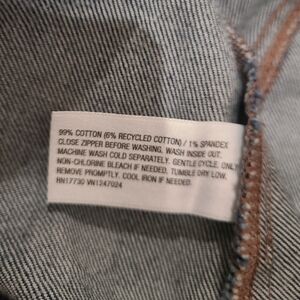 99% COTTON (6% RECYCLED COTTON) / 1% SPANDEX
CLOSE ZIPPER BEFORE WASHING. WASH INSIDE OUT.
MACHINE WASH COLD SEPARATELY. GENTLE CYCLE. ONLY
NON-CHLORINE BLEACH IF NEEDED. TUMBLE DRY LOW.
REMOVE PROMPTLY. COOL IRON IF NEEDED.
RN17730 VN1247024